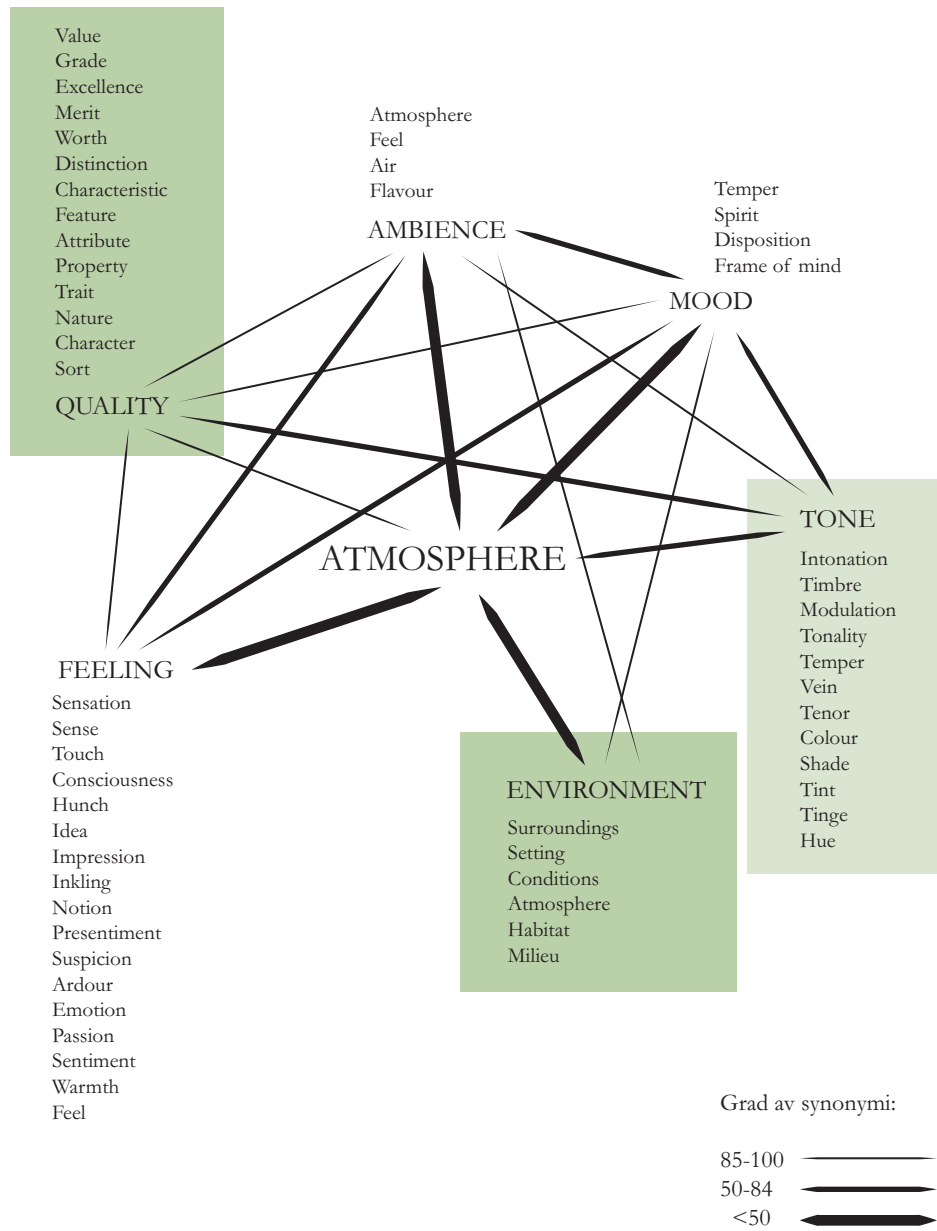 Value
Grade
Excellence
Merit
Worth
Distinction
Characteristic
Feature
Attribute
Property
Trait
Nature
Character
Sort
QUALITY
Atmosphere
Feel
Air
Flavour
AMBIENCE
Temper
Spirit
Disposition
Frame of mind
MOOD
TONE
Intonation
Timbre
Modulation
Tonality
Temper
Vein
Tenor
Colour
Shade
Tint
Tinge
Hue
ATMOSPHERE
FEELING
Sensation
Sense
Touch
Consciousness
Hunch
Idea
Impression
Inkling
Notion
Presentiment
Suspicion
Ardour
Emotion
Passion
Sentiment
Warmth
Feel
ENVIRONMENT
Surroundings
Setting
Conditions
Atmosphere
Habitat
Milieu
Grad av synonymi:
85-100
50-84
<50